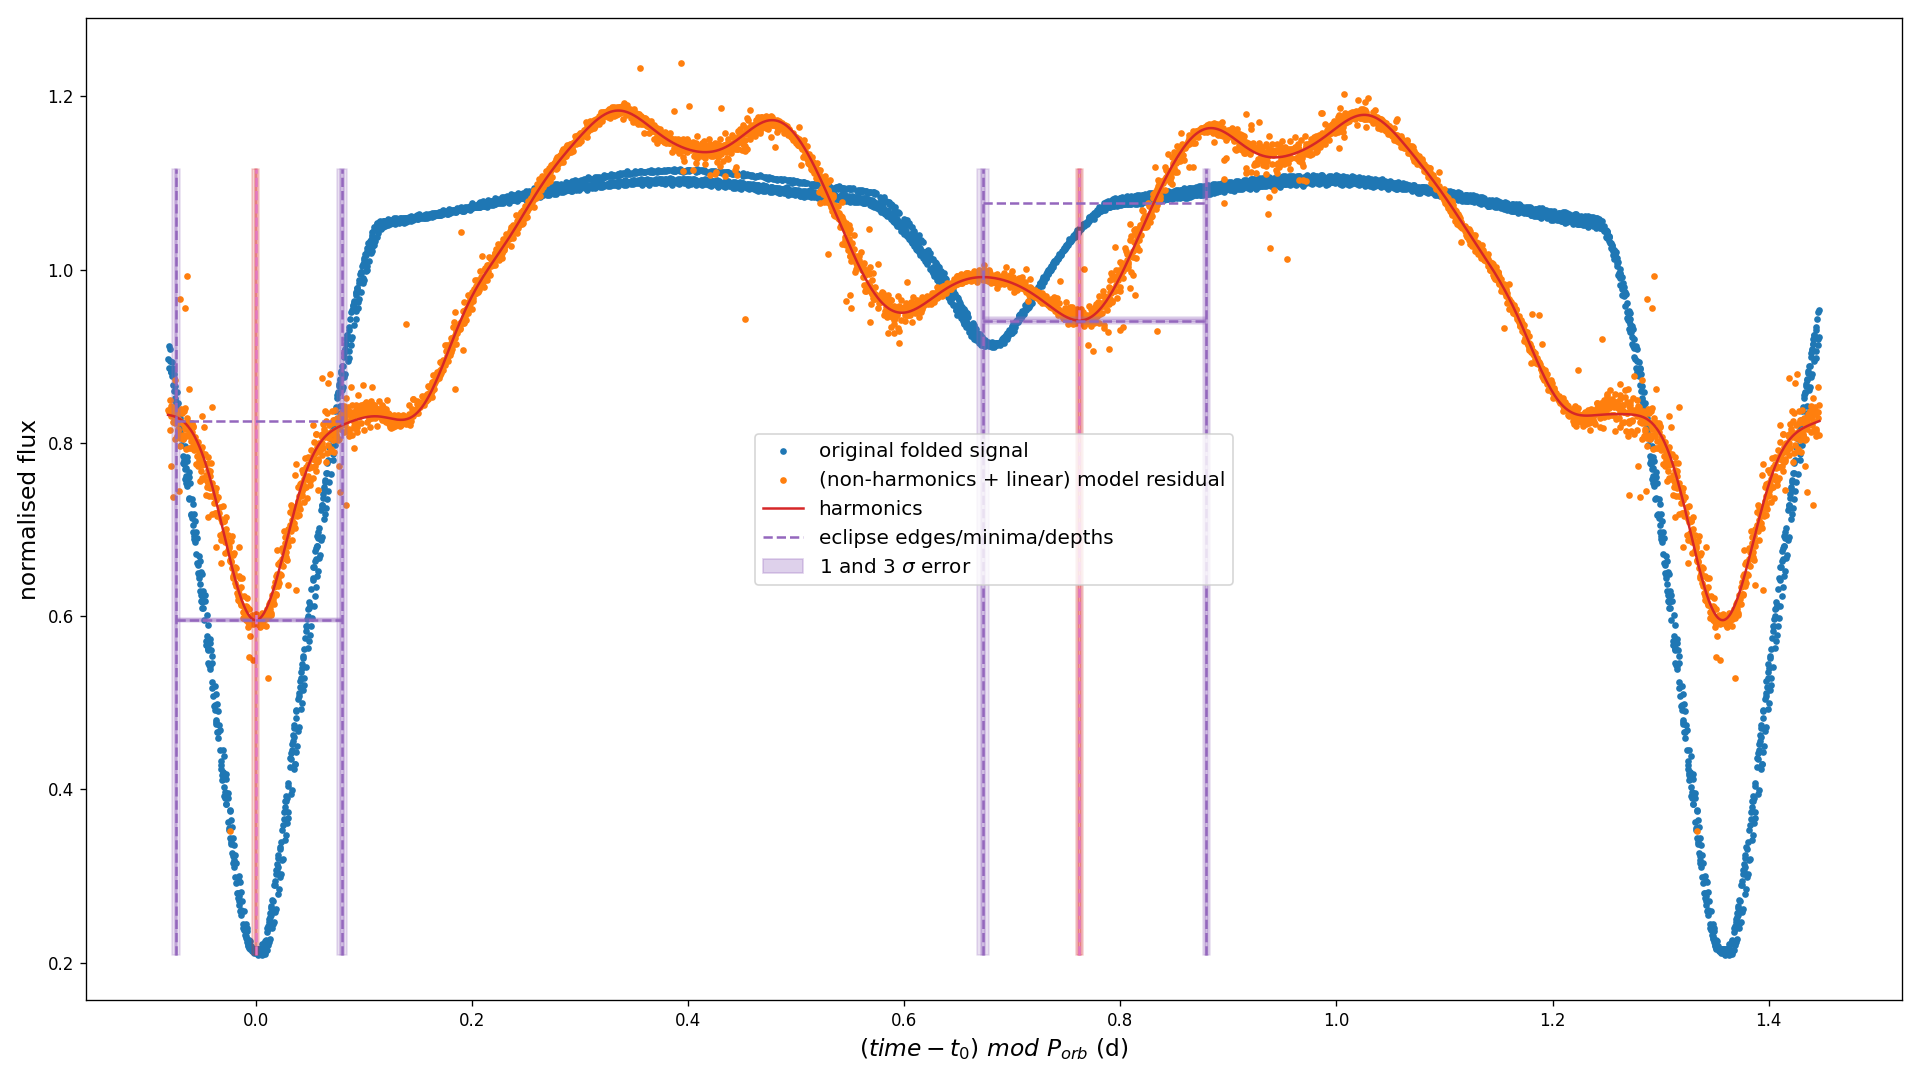 1.2
1.0
0.8
0.6
0.4
0.2
normalised flux
original folded signal
(non-harmonics + linear) model residual
harmonics
eclipse edges/minima/depths
1 and 3 σ error
0.0 0.2 0.4 0.6 0.8 1.0 1.2 1.4
(time − t₀) mod Pₒᵣb (d)